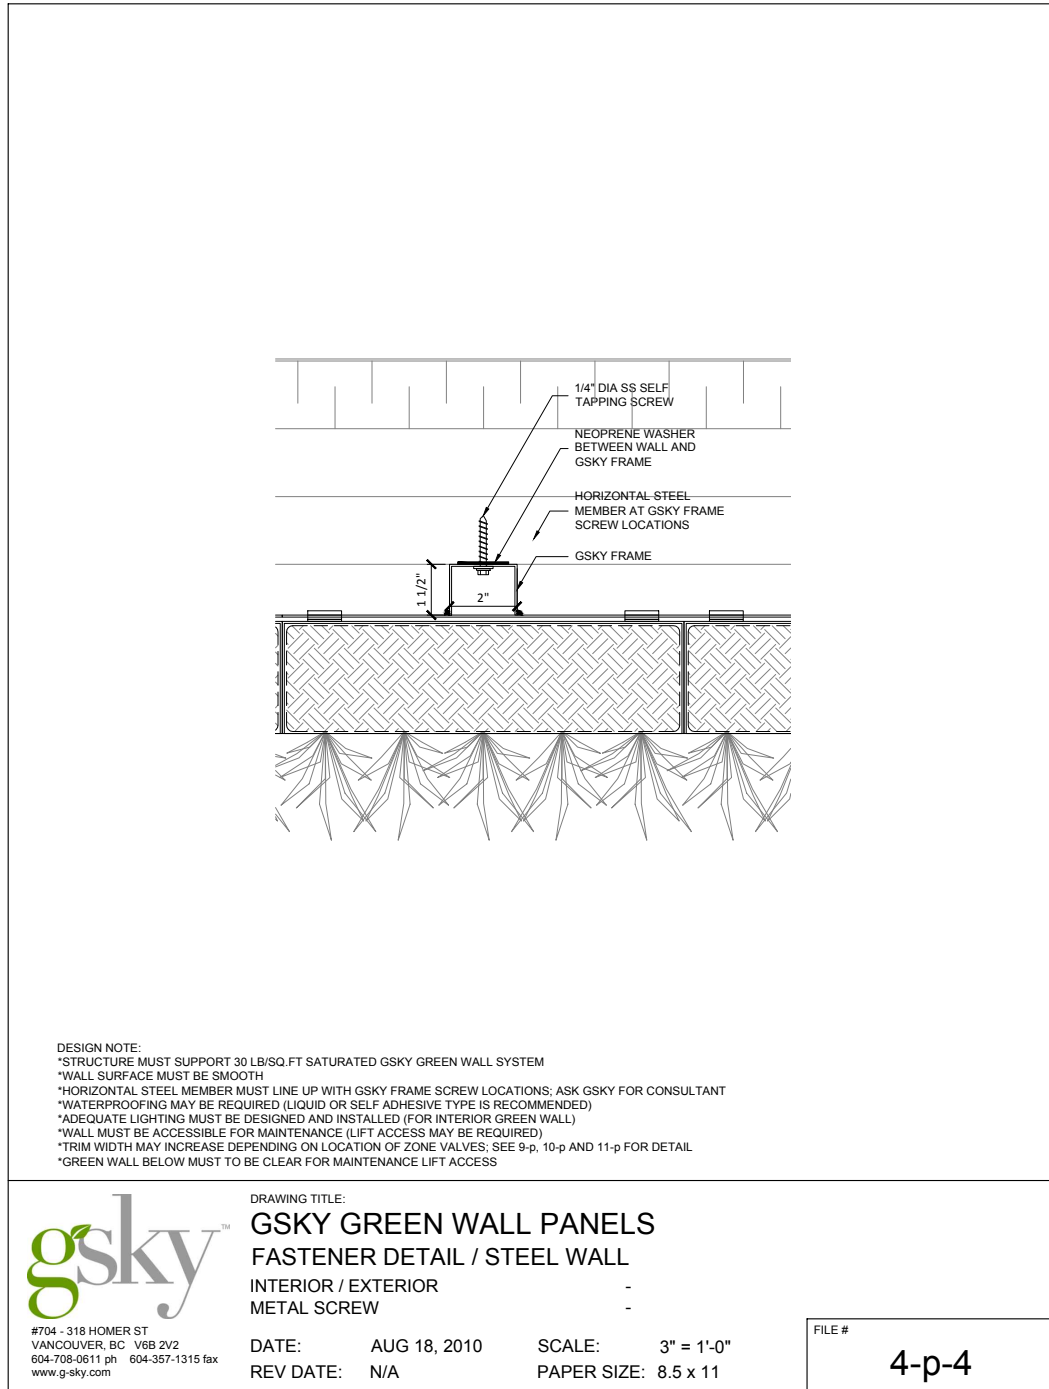 1/4" DIA SS SELF
TAPPING SCREW
NEOPRENE WASHER
BETWEEN WALL AND
GSKY FRAME
HORIZONTAL STEEL
MEMBER AT GSKY FRAME
SCREW LOCATIONS
GSKY FRAME
1 1/2"
2"
DESIGN NOTE:
*STRUCTURE MUST SUPPORT 30 LB/SQ.FT SATURATED GSKY GREEN WALL SYSTEM
*WALL SURFACE MUST BE SMOOTH
*HORIZONTAL STEEL MEMBER MUST LINE UP WITH GSKY FRAME SCREW LOCATIONS; ASK GSKY FOR CONSULTANT
*WATERPROOFING MAY BE REQUIRED (LIQUID OR SELF ADHESIVE TYPE IS RECOMMENDED)
*ADEQUATE LIGHTING MUST BE DESIGNED AND INSTALLED (FOR INTERIOR GREEN WALL)
*WALL MUST BE ACCESSIBLE FOR MAINTENANCE (LIFT ACCESS MAY BE REQUIRED)
*TRIM WIDTH MAY INCREASE DEPENDING ON LOCATION OF ZONE VALVES; SEE 9-p, 10-p AND 11-p FOR DETAIL
*GREEN WALL BELOW MUST TO BE CLEAR FOR MAINTENANCE LIFT ACCESS
gsky™
#704 - 318 HOMER ST
VANCOUVER, BC V6B 2V2
604-708-0611 ph 604-357-1315 fax
www.g-sky.com
DRAWING TITLE:
GSKY GREEN WALL PANELS
FASTENER DETAIL / STEEL WALL
INTERIOR / EXTERIOR -
METAL SCREW -
DATE: AUG 18, 2010 SCALE: 3" = 1'-0"
REV DATE: N/A PAPER SIZE: 8.5 x 11
FILE #
4-p-4